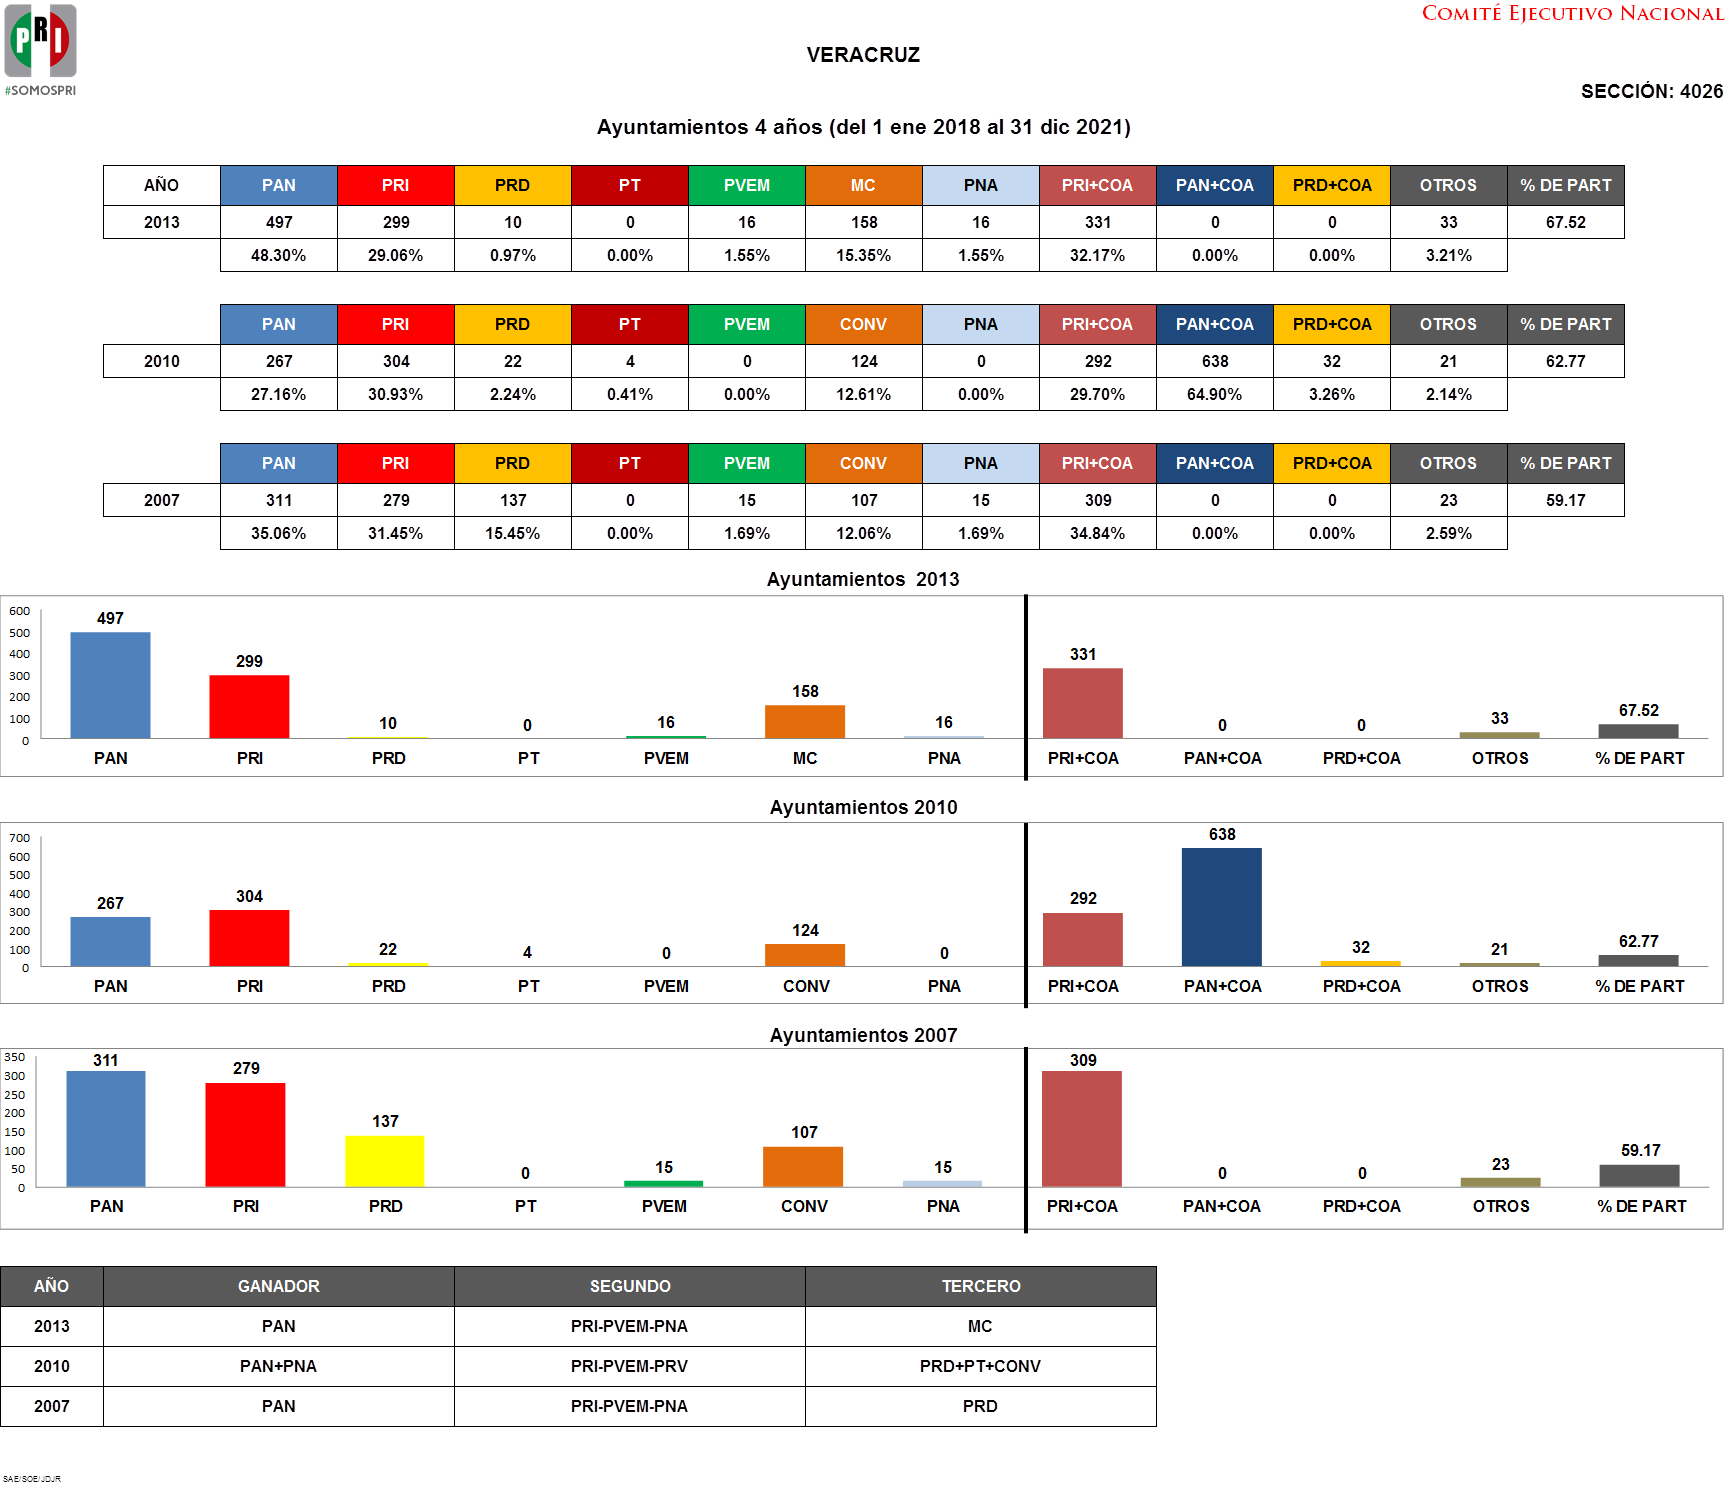 PRI
#SOMOSPRI
COMITÉ EJECUTIVO NACIONAL
VERACRUZ
SECCIÓN: 4026
Ayuntamientos 4 años (del 1 ene 2018 al 31 dic 2021)
AÑO PAN PRI PRD PT PVEM MC PNA PRI+COA PAN+COA PRD+COA OTROS % DE PART
2013 497 299 10 0 16 158 16 331 0 0 33 67.52
48.30% 29.06% 0.97% 0.00% 1.55% 15.35% 1.55% 32.17% 0.00% 0.00% 3.21%
PAN PRI PRD PT PVEM CONV PNA PRI+COA PAN+COA PRD+COA OTROS % DE PART
2010 267 304 22 4 0 124 0 292 638 32 21 62.77
27.16% 30.93% 2.24% 0.41% 0.00% 12.61% 0.00% 29.70% 64.90% 3.26% 2.14%
PAN PRI PRD PT PVEM CONV PNA PRI+COA PAN+COA PRD+COA OTROS % DE PART
2007 311 279 137 0 15 107 15 309 0 0 23 59.17
35.06% 31.45% 15.45% 0.00% 1.69% 12.06% 1.69% 34.84% 0.00% 0.00% 2.59%
Ayuntamientos 2013
600
500
400
300
200
100
0
497 299 10 0 16 158 16 331 0 0 33 67.52
PAN PRI PRD PT PVEM MC PNA PRI+COA PAN+COA PRD+COA OTROS % DE PART
Ayuntamientos 2010
700
600
500
400
300
200
100
0
267 304 22 4 0 124 0 292 638 32 21 62.77
PAN PRI PRD PT PVEM CONV PNA PRI+COA PAN+COA PRD+COA OTROS % DE PART
Ayuntamientos 2007
350
300
250
200
150
100
50
0
311 279 137 0 15 107 15 309 0 0 23 59.17
PAN PRI PRD PT PVEM CONV PNA PRI+COA PAN+COA PRD+COA OTROS % DE PART
AÑO GANADOR SEGUNDO TERCERO
2013 PAN PRI-PVEM-PNA MC
2010 PAN+PNA PRI-PVEM-PRV PRD+PT+CONV
2007 PAN PRI-PVEM-PNA PRD
SAE/SOE/JDJR